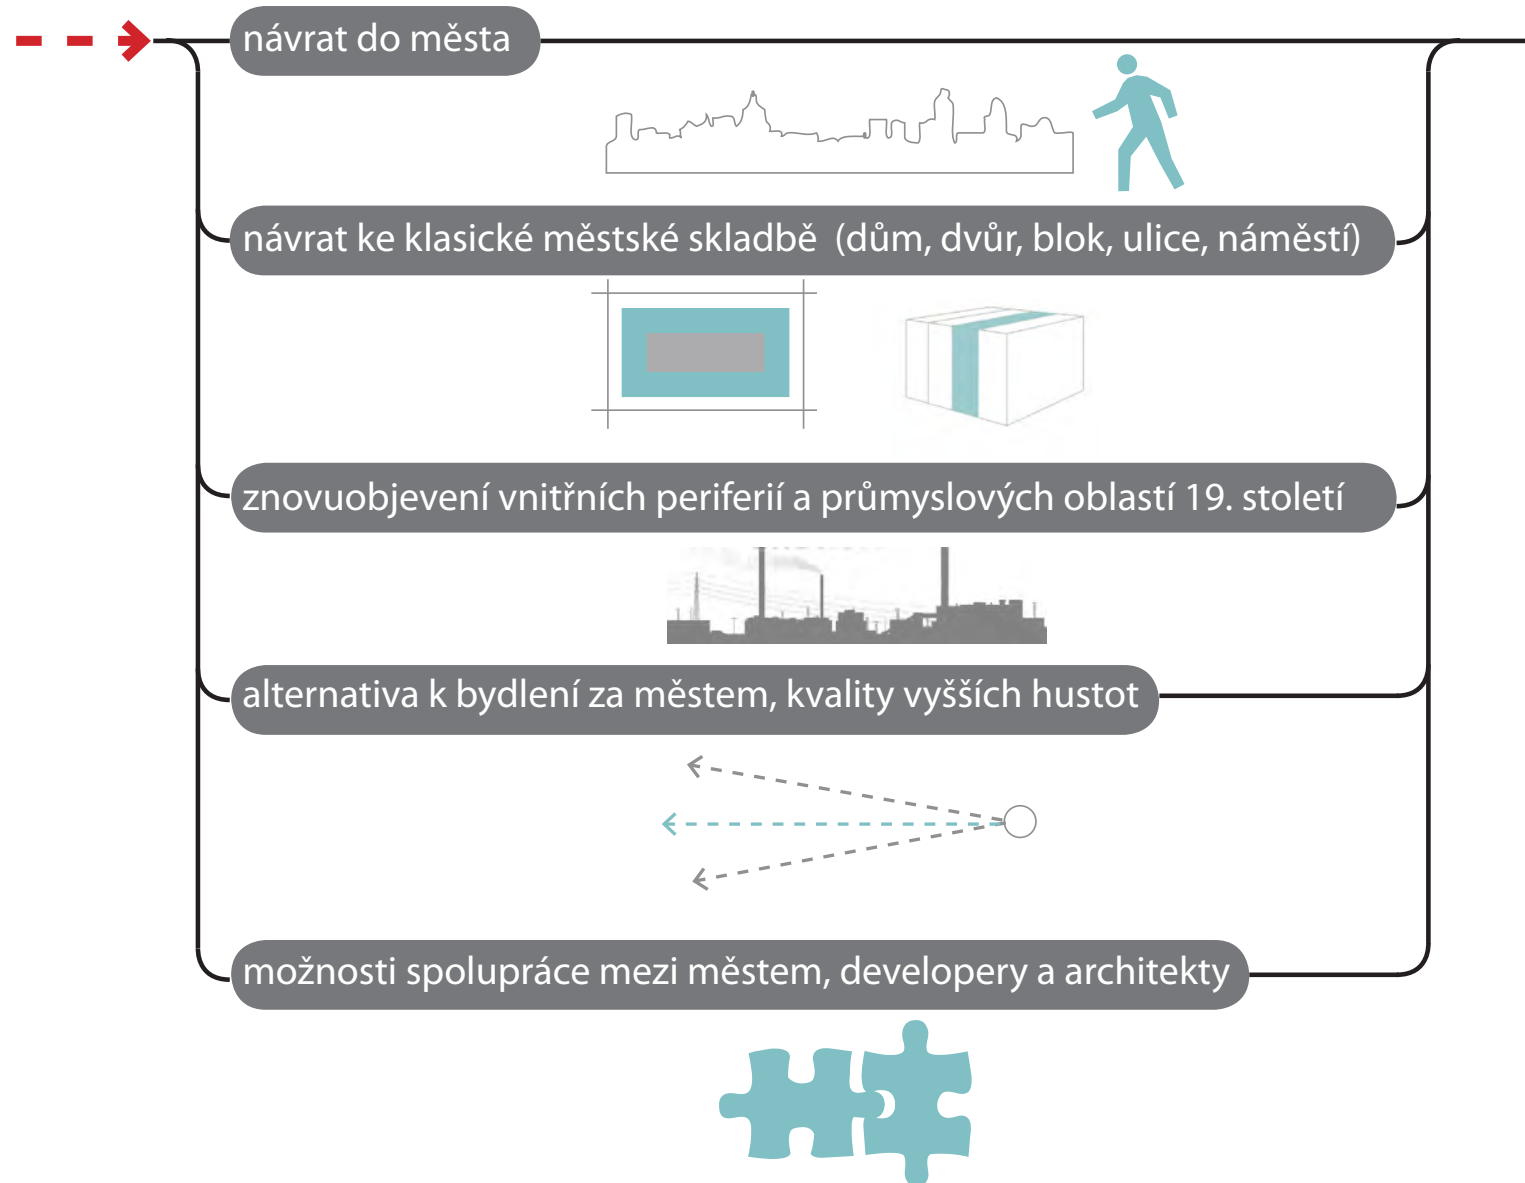 návrat do města
návrat ke klasické městské skladbě (dům, dvůr, blok, ulice, náměstí)
znovuobjevení vnitřních periferií a průmyslových oblastí 19. století
alternativa k bydlení za městem, kvality vyšších hustot
možnosti spolupráce mezi městem, developery a architekty